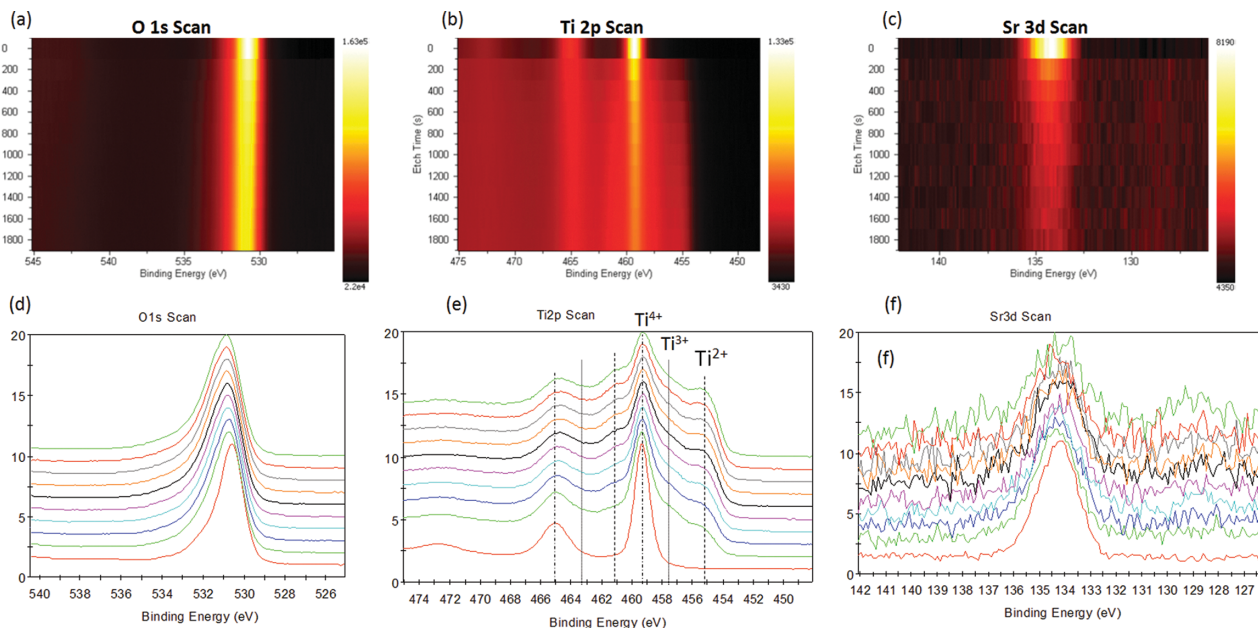 (a)
O 1s Scan
(b)
Ti 2p Scan
(c)
Sr 3d Scan
1.63e5
1.33e5
8190
0
200
400
600
800
1000
1200
1400
1600
1800
Etch Time (s)
0
200
400
600
800
1000
1200
1400
1600
1800
Etch Time (s)
0
200
400
600
800
1000
1200
1400
1600
1800
545
540
535
530
Binding Energy (eV)
2.2e4
475
470
465
460
455
450
Binding Energy (eV)
3430
140
135
130
Binding Energy (eV)
4350
(d)
O1s Scan
(e)
Ti2p Scan
Ti4+
Ti3+
Ti2+
(f)
Sr3d Scan
(f)
20
15
10
5
0
540 538 536 534 532 530 528 526
Binding Energy (eV)
20
15
10
5
0
474 472 470 468 466 464 462 460 458 456 454 452 450
Binding Energy (eV)
20
15
10
5
0
142 141 140 139 138 137 136 135 134 133 132 131 130 129 128 127
Binding Energy (eV)